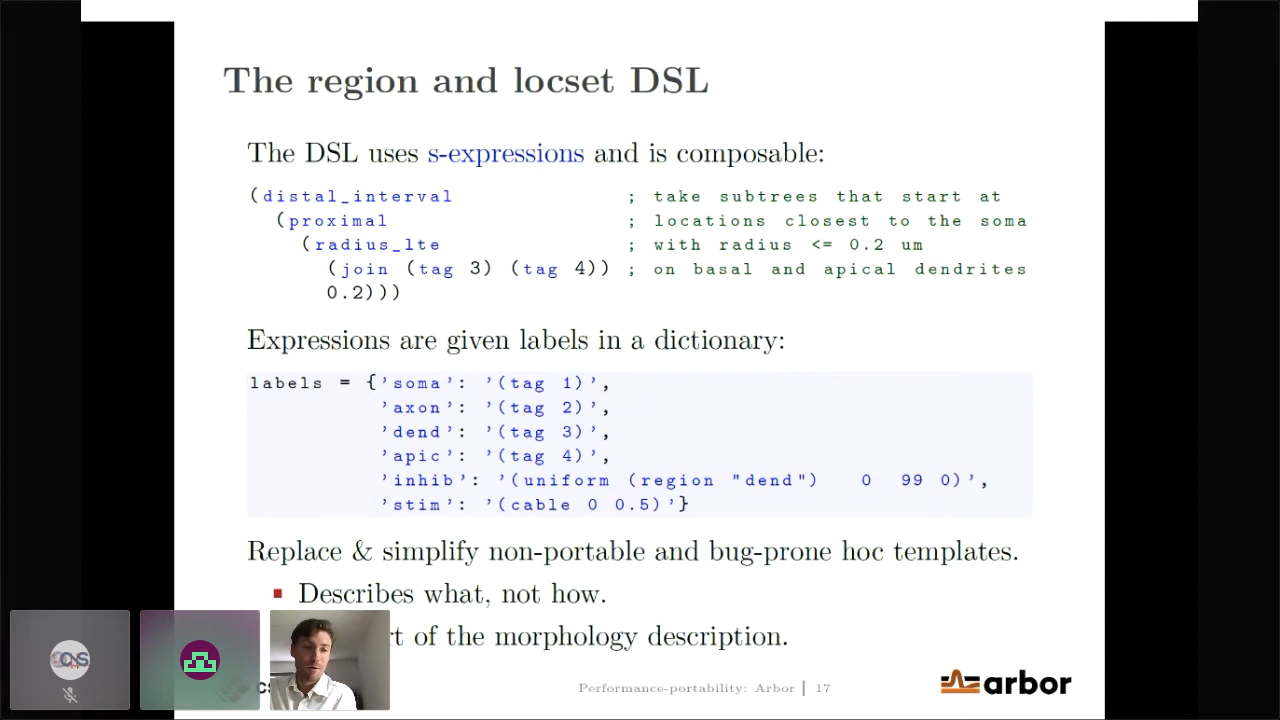 The region and locset DSL
The DSL uses s-expressions and is composable:
(distal_interval ; take subtrees that start at
(proximal ; locations closest to the soma
(radius_lte ; with radius <= 0.2 um
(join (tag 3) (tag 4)) ; on basal and apical dendrites
0.2)))
Expressions are given labels in a dictionary:
labels = {'soma': '(tag 1)',
'axon': '(tag 2)',
'dend': '(tag 3)',
'apic': '(tag 4)',
'inhib': '(uniform (region "dend") 0 99 0)',
'stim': '(cable 0 0.5)'}
Replace & simplify non-portable and bug-prone hoc templates.
▪ Describes what, not how.
of the morphology description.
Performance-portability: Arbor | 17
arbor